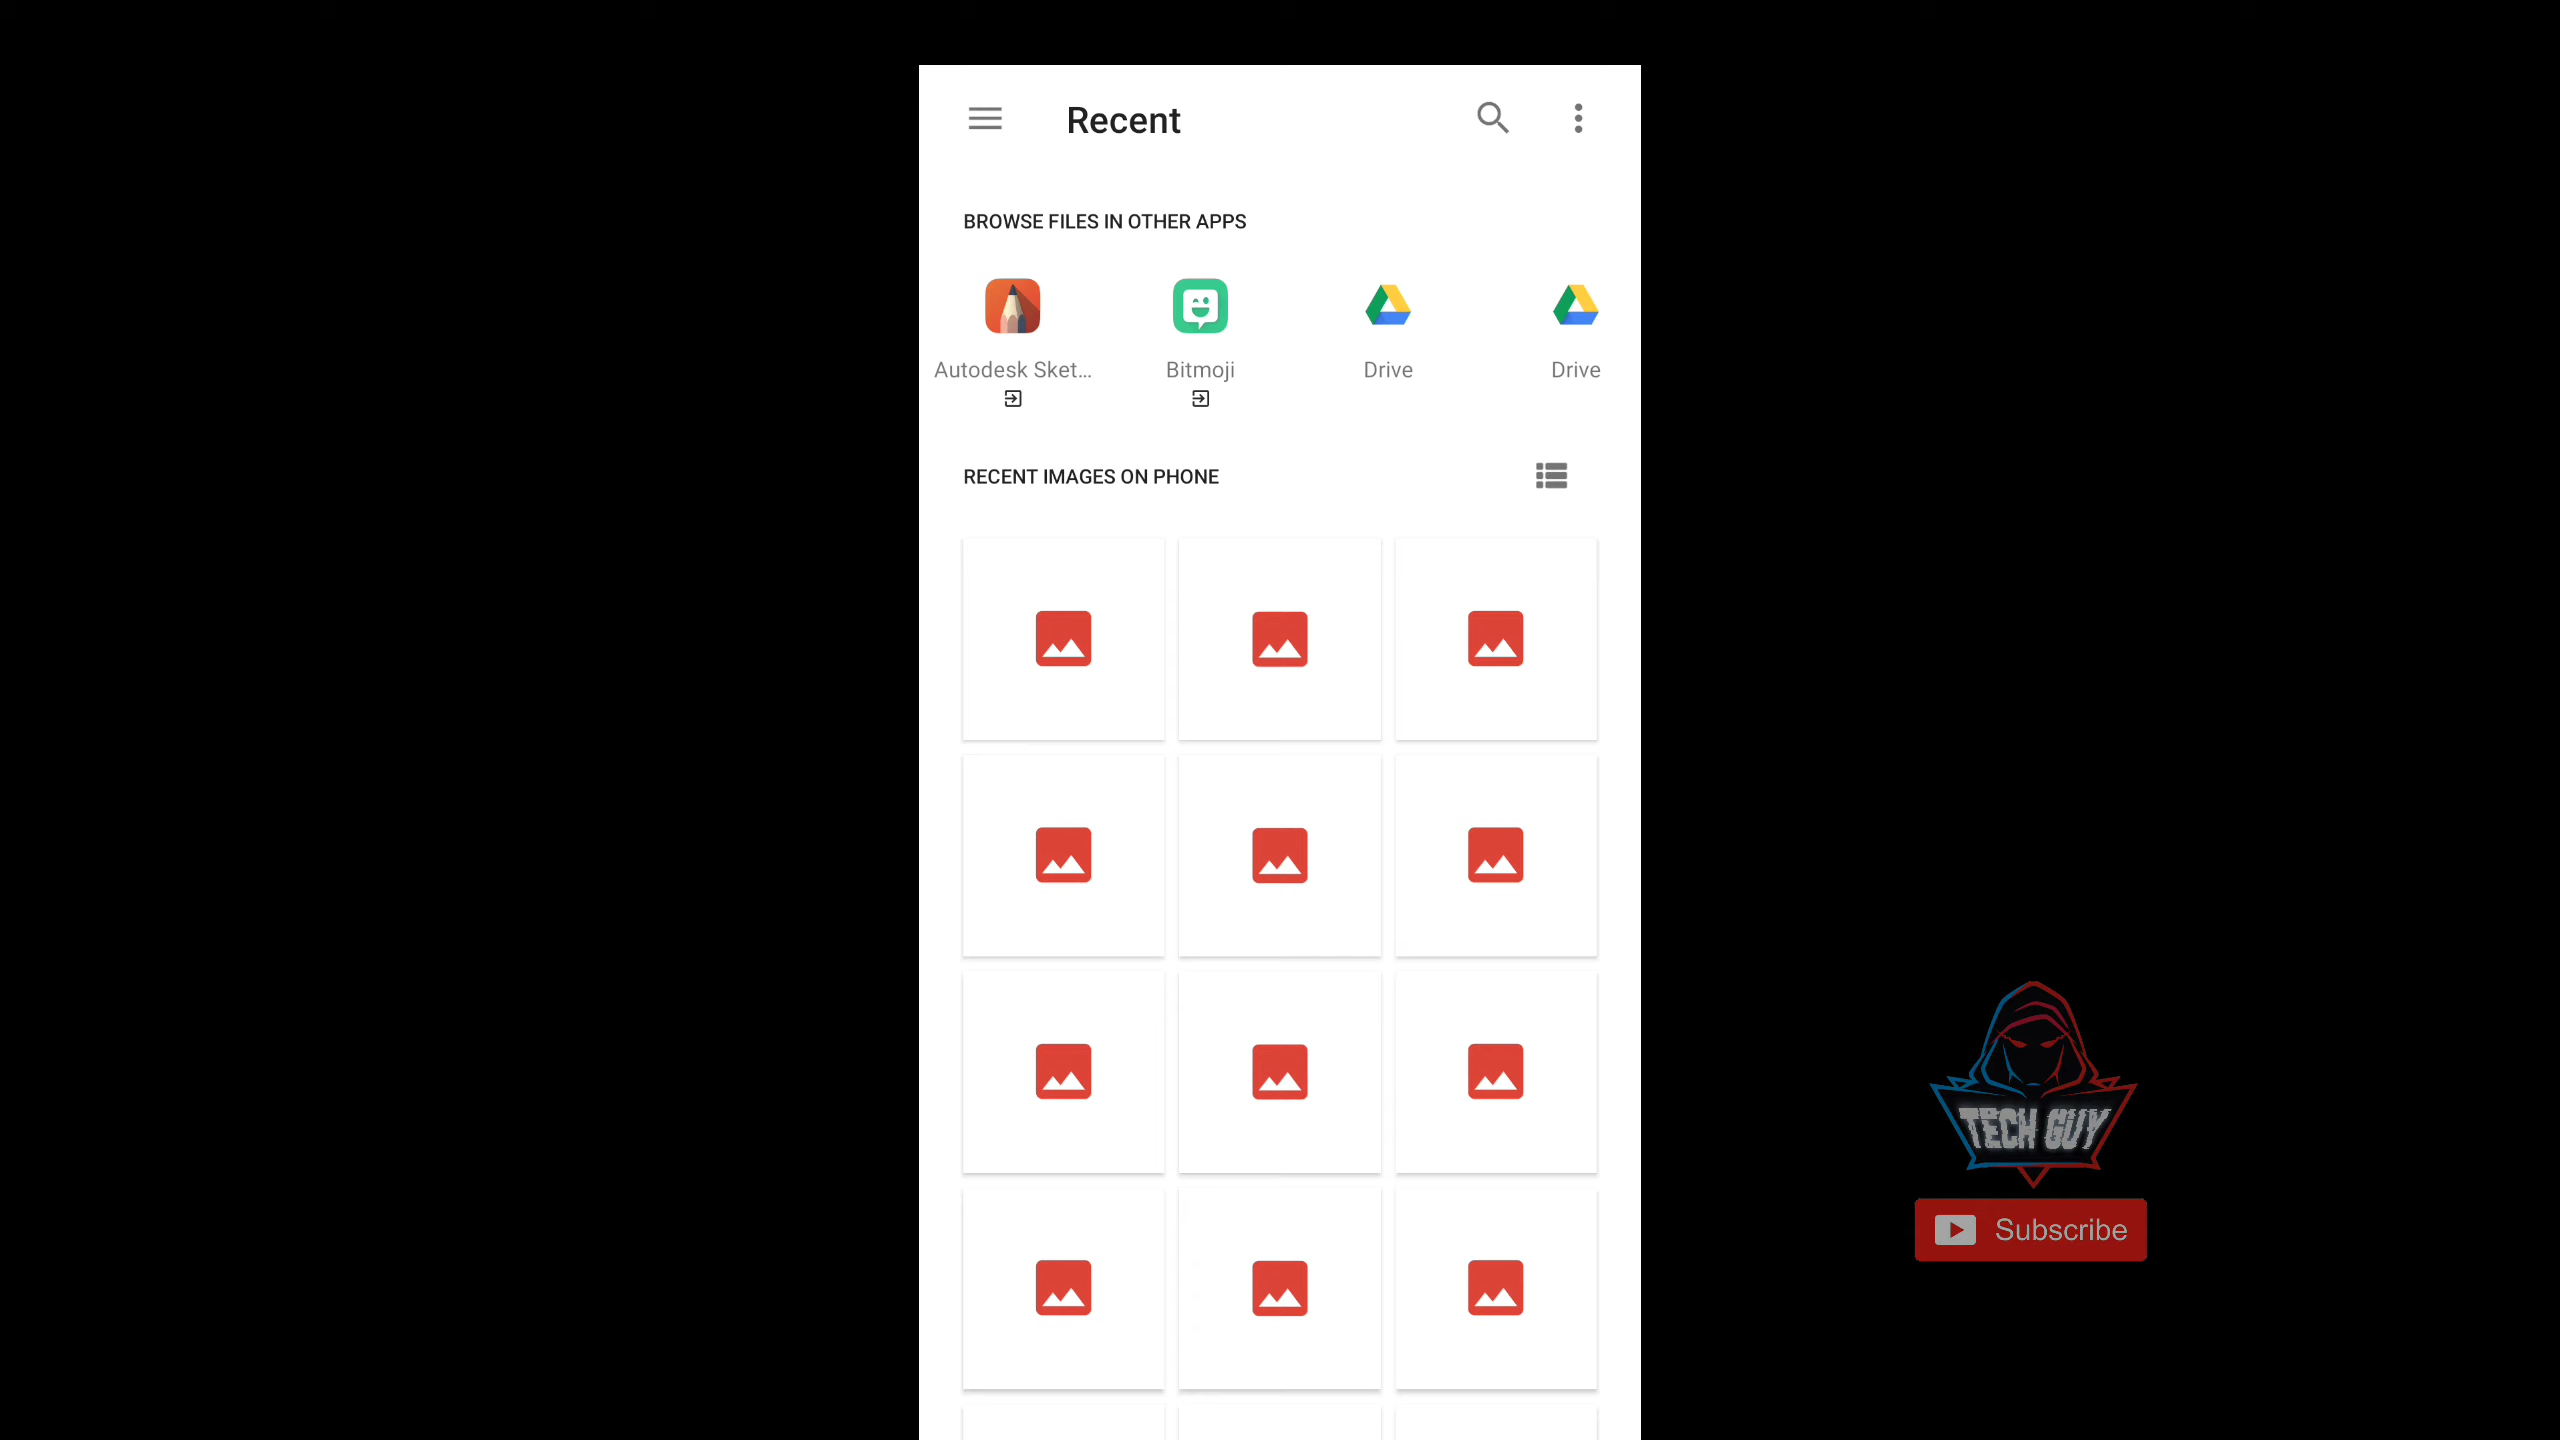 Recent
BROWSE FILES IN OTHER APPS
Autodesk Sket...
Bitmoji
Drive
Drive
RECENT IMAGES ON PHONE
TECH GUY
Subscribe